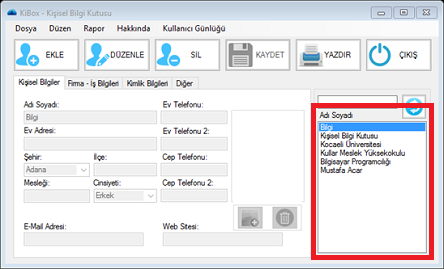 KiBox - Kişisel Bilgi Kutusu
Dosya Düzen Rapor Hakkında Kullanıcı Günlüğü
EKLE DÜZENLE SİL KAYDET YAZDIR ÇIKIŞ
Kişisel Bilgiler Firma - İş Bilgileri Kimlik Bilgileri Diğer
Adı Soyadı: Ev Telefonu:
Bilgi
Ev Adresi: Ev Telefonu 2:
Şehir: İlçe: Cep Telefonu:
Adana
Mesleği: Cinsiyeti: Cep Telefonu 2:
Erkek
E-Mail Adresi: Web Stesi:
Adı Soyadı
Bilgi
Kişisel Bilgi Kutusu
Kocaeli Üniversitesi
Kullar Meslek Yüksekokulu
Bilgisayar Programcılığı
Mustafa Acar